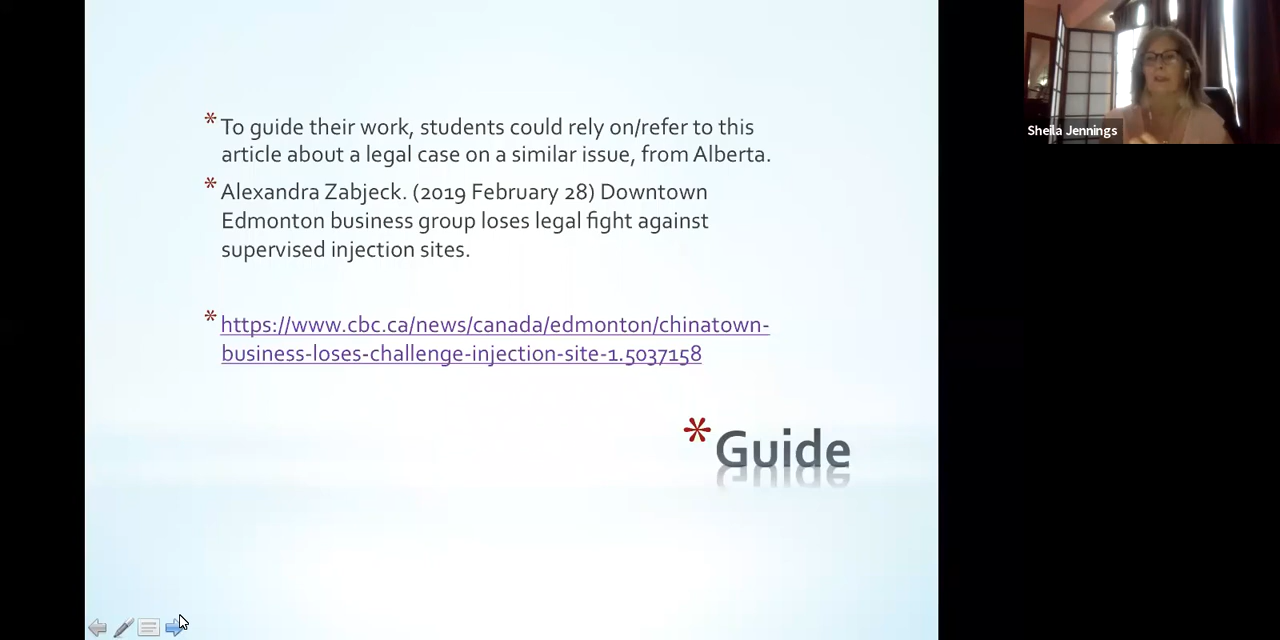 * To guide their work, students could rely on/refer to this
article about a legal case on a similar issue, from Alberta.
* Alexandra Zabjeck. (2019 February 28) Downtown
Edmonton business group loses legal fight against
supervised injection sites.
* https://www.cbc.ca/news/canada/edmonton/chinatown-
business-loses-challenge-injection-site-1.5037158
* Guide
Sheila Jennings